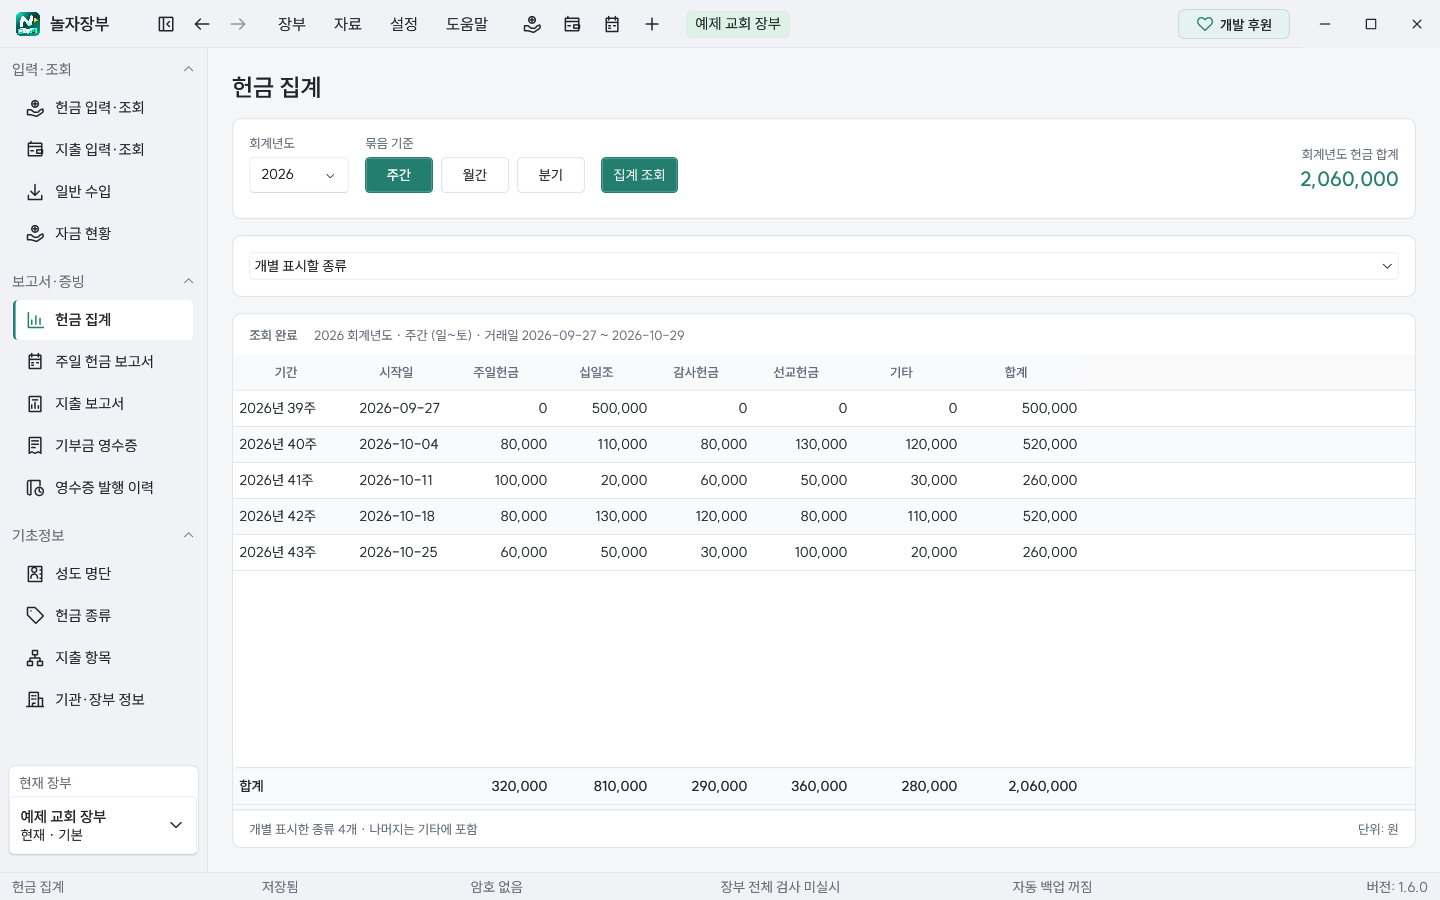 놀자장부
장부 자료 설정 도움말
예제 교회 장부
개발 후원
입력·조회
헌금 입력·조회
지출 입력·조회
일반 수입
자금 현황
보고서·증빙
헌금 집계
주일 헌금 보고서
지출 보고서
기부금 영수증
영수증 발행 이력
기초정보
성도 명단
헌금 종류
지출 항목
기관·장부 정보
현재 장부
예제 교회 장부
현재 · 기본
헌금 집계
회계년도 묶음 기준
2026 주간 월간 분기 집계 조회
회계년도 헌금 합계
2,060,000
개별 표시할 종류
조회 완료 2026 회계년도 · 주간 (일~토) · 거래일 2026-09-27 ~ 2026-10-29
기간 시작일 주일헌금 십일조 감사헌금 선교헌금 기타 합계
2026년 39주 2026-09-27 0 500,000 0 0 0 500,000
2026년 40주 2026-10-04 80,000 110,000 80,000 130,000 120,000 520,000
2026년 41주 2026-10-11 100,000 20,000 60,000 50,000 30,000 260,000
2026년 42주 2026-10-18 80,000 130,000 120,000 80,000 110,000 520,000
2026년 43주 2026-10-25 60,000 50,000 30,000 100,000 20,000 260,000
합계 320,000 810,000 290,000 360,000 280,000 2,060,000
개별 표시한 종류 4개 · 나머지는 기타에 포함 단위: 원
헌금 집계 저장됨 암호 없음 장부 전체 검사 미실시 자동 백업 꺼짐 버전: 1.6.0